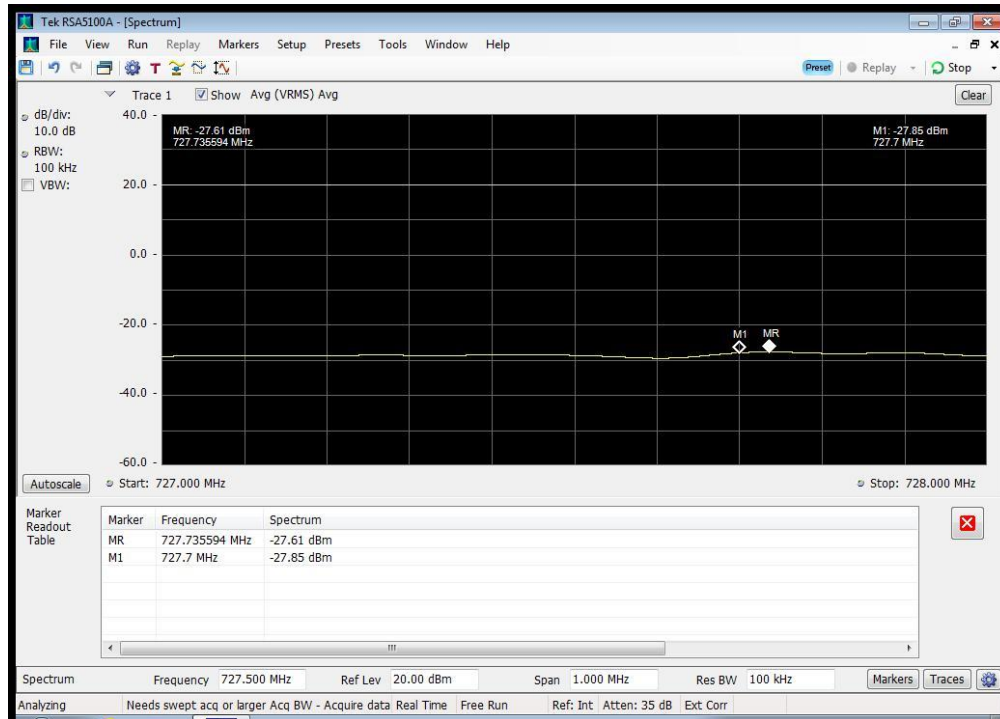 Tek RSA5100A - [Spectrum]
File View Run Replay Markers Setup Presets Tools Window Help
T Preset Replay Stop
Trace 1 Show Avg (VRMS) Avg Clear
dB/div:
10.0 dB
RBW:
100 kHz
VBW:
40.0
20.0
0.0
-20.0
-40.0
-60.0
MR: -27.61 dBm
727.735594 MHz
M1: -27.85 dBm
727.7 MHz
M1 MR
Autoscale Start: 727.000 MHz Stop: 728.000 MHz
Marker
Readout
Table
Marker Frequency Spectrum
MR 727.735594 MHz -27.61 dBm
M1 727.7 MHz -27.85 dBm
Spectrum Frequency 727.500 MHz Ref Lev 20.00 dBm Span 1.000 MHz Res BW 100 kHz Markers Traces
Analyzing Needs swept acq or larger Acq BW - Acquire data Real Time Free Run Ref: Int Atten: 35 dB Ext Corr